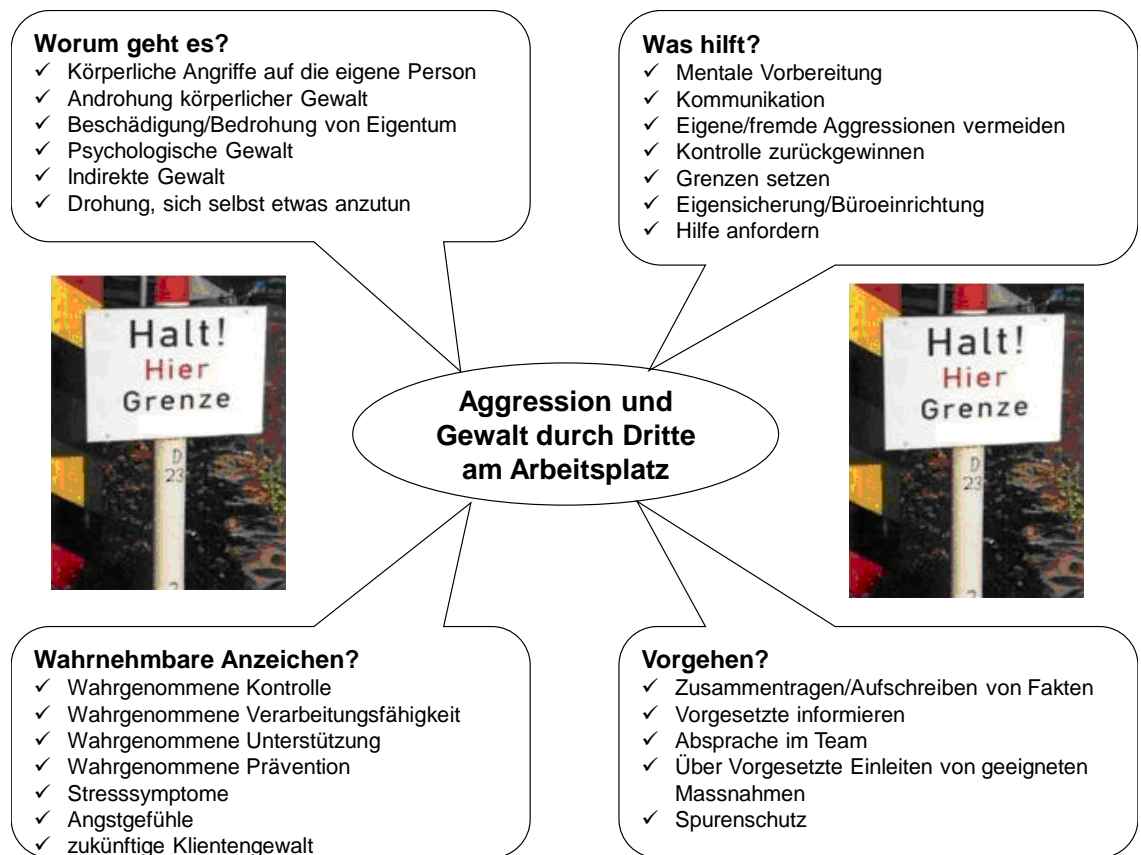 Worum geht es?
✓ Körperliche Angriffe auf die eigene Person
✓ Androhung körperlicher Gewalt
✓ Beschädigung/Bedrohung von Eigentum
✓ Psychologische Gewalt
✓ Indirekte Gewalt
✓ Drohung, sich selbst etwas anzutun
Was hilft?
✓ Mentale Vorbereitung
✓ Kommunikation
✓ Eigene/fremde Aggressionen vermeiden
✓ Kontrolle zurückgewinnen
✓ Grenzen setzen
✓ Eigensicherung/Büroeinrichtung
✓ Hilfe anfordern
Halt!
Hier
Grenze
D
23
Aggression und
Gewalt durch Dritte
am Arbeitsplatz
Halt!
Hier
Grenze
D
23
Wahrnehmbare Anzeichen?
✓ Wahrgenommene Kontrolle
✓ Wahrgenommene Verarbeitungsfähigkeit
✓ Wahrgenommene Unterstützung
✓ Wahrgenommene Prävention
✓ Stresssymptome
✓ Angstgefühle
✓ zukünftige Klientengewalt
Vorgehen?
✓ Zusammentragen/Aufschreiben von Fakten
✓ Vorgesetzte informieren
✓ Absprache im Team
✓ Über Vorgesetzte Einleiten von geeigneten
Massnahmen
✓ Spurenschutz